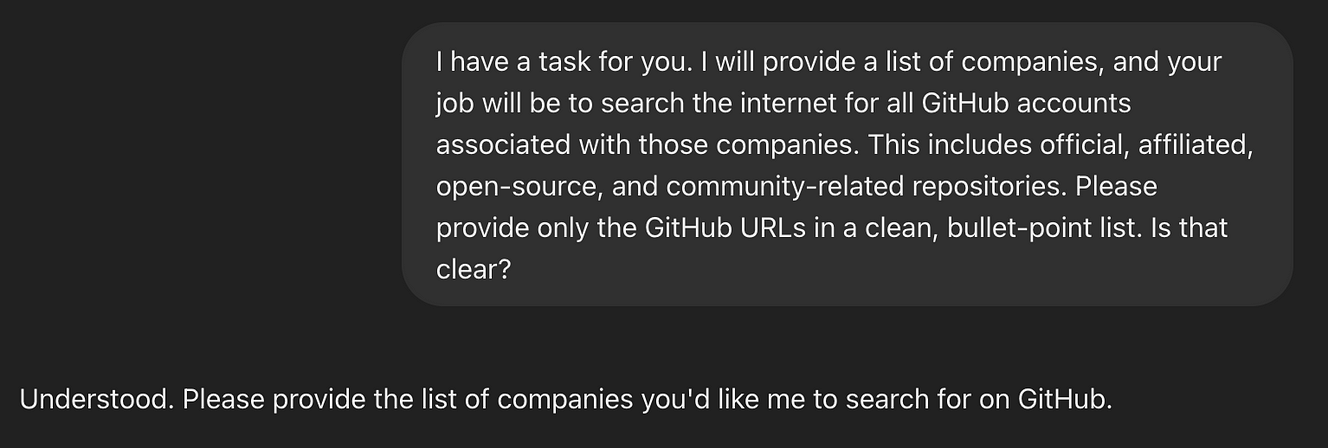 I have a task for you. I will provide a list of companies, and your
job will be to search the internet for all GitHub accounts
associated with those companies. This includes official, affiliated,
open-source, and community-related repositories. Please
provide only the GitHub URLs in a clean, bullet-point list. Is that
clear?
Understood. Please provide the list of companies you'd like me to search for on GitHub.